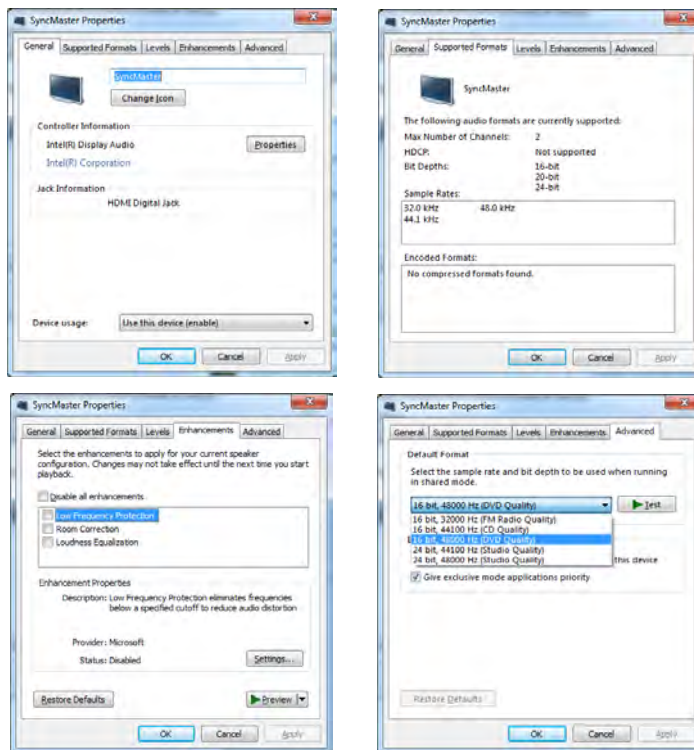 SyncMaster Properties
General Supported Formats Levels Enhancements Advanced
SyncMaster
Change Icon
Controller Information
Intel(R) Display Audio Properties
Intel(R) Corporation
Jack Information
HDMI Digital Jack
Device usage: Use this device (enable)
OK Cancel Apply
SyncMaster Properties
General Supported Formats Levels Enhancements Advanced
SyncMaster
The following audio formats are currently supported:
Max Number of Channels: 2
HDCP: Not supported
Bit Depths: 16-bit
20-bit
24-bit
Sample Rates:
32.0 kHz 48.0 kHz
44.1 kHz
Encoded Formats:
No compressed formats found.
OK Cancel Apply
SyncMaster Properties
General Supported Formats Levels Enhancements Advanced
Select the enhancements to apply for your current speaker
configuration. Changes may not take effect until the next time you start
playback.
Disable all enhancements
Low Frequency Protection
Room Correction
Loudness Equalization
Enhancement Properties
Description: Low Frequency Protection eliminates frequencies
below a specified cutoff to reduce audio distortion
Provider: Microsoft
Status: Disabled Settings...
Restore Defaults Preview
OK Cancel Apply
SyncMaster Properties
General Supported Formats Levels Enhancements Advanced
Default Format
Select the sample rate and bit depth to be used when running
in shared mode.
16 bit, 48000 Hz (DVD Quality) Test
16 bit, 32000 Hz (FM Radio Quality)
16 bit, 44100 Hz (CD Quality)
16 bit, 48000 Hz (DVD Quality)
24 bit, 44100 Hz (Studio Quality)
24 bit, 48000 Hz (Studio Quality) this device
Give exclusive mode applications priority
Restore Defaults
OK Cancel Apply